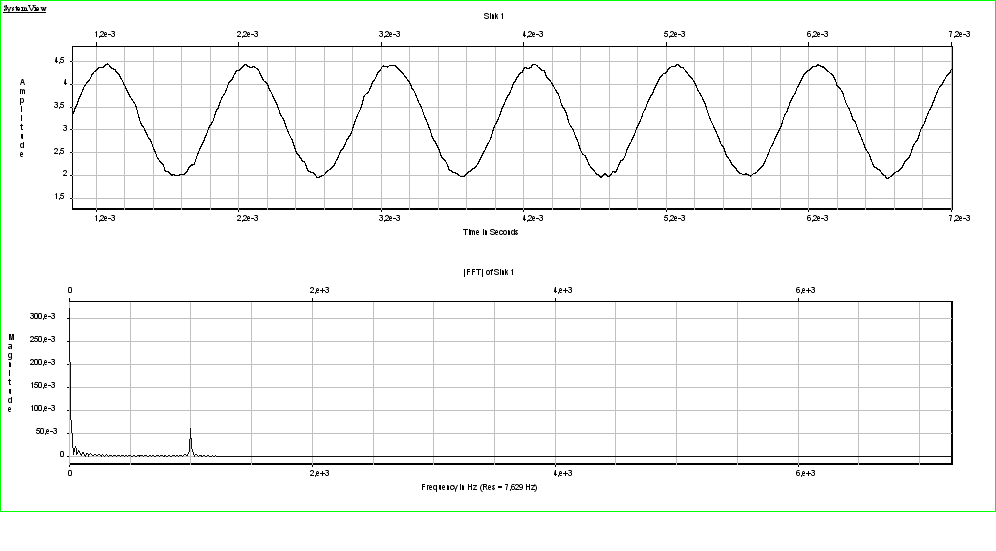 SystemView
Sink 1
1,2e-3 2,2e-3 3,2e-3 4,2e-3 5,2e-3 6,2e-3 7,2e-3
Amplitude
4,5
4
3,5
3
2,5
2
1,5
1,2e-3 2,2e-3 3,2e-3 4,2e-3 5,2e-3 6,2e-3 7,2e-3
Time in Seconds
|FFT| of Sink 1
0 2,e+3 4,e+3 6,e+3
Magnitude
300,e-3
250,e-3
200,e-3
150,e-3
100,e-3
50,e-3
0
0 2,e+3 4,e+3 6,e+3
Frequency in Hz (Res = 7,629 Hz)